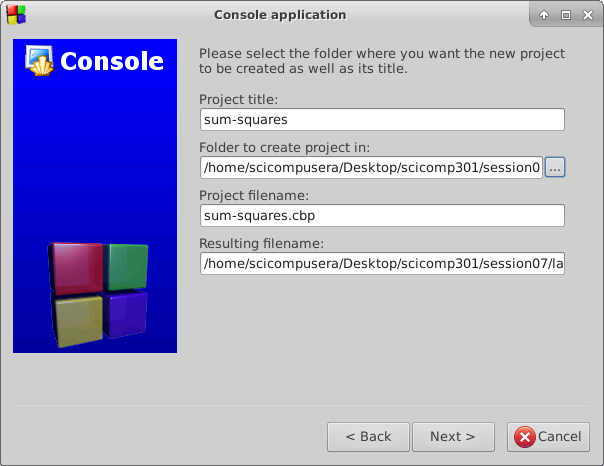 Console application
Console
Please select the folder where you want the new project
to be created as well as its title.
Project title:
sum-squares
Folder to create project in:
/home/scicompusera/Desktop/scicomp301/session0
...
Project filename:
sum-squares.cbp
Resulting filename:
/home/scicompusera/Desktop/scicomp301/session07/la
< Back
Next >
Cancel